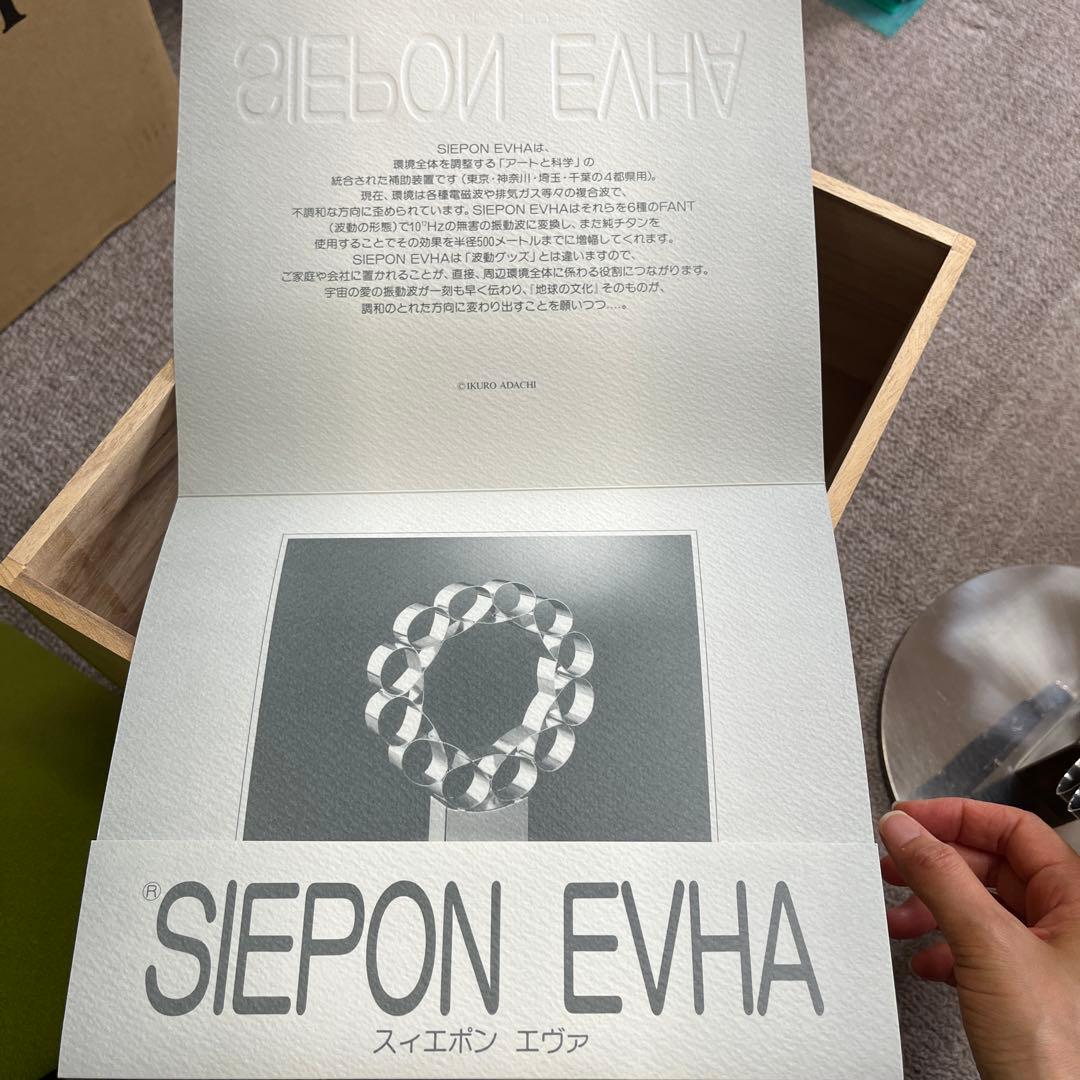 SIEPON EVHA
SIEPON EVHAは、
環境全体を調整する「アートと科学」の
統合された補助装置です（東京・神奈川・埼玉・千葉の4都県用）。
現在、環境は各種電磁波や排気ガス等々の複合波で、
不調和な方向に歪められています。SIEPON EVHAはそれらを6種のFANT
（波動の形態）で10 Hzの無害の振動波に変換し、また純チタンを
使用することでその効果を半径500メートルまでに増幅してくれます。
SIEPON EVHAは「波動グッズ」とは違いますので、
ご家庭や会社に置かれることが、直接、周辺環境全体に係わる役割につながります。
宇宙の愛の振動波が一刻も早く伝わり、『地球の文化』そのものが、
調和のとれた方向に変わり出すことを願いつつ……。
©IKURO ADACHI
®SIEPON EVHA
スィエポン エヴァ